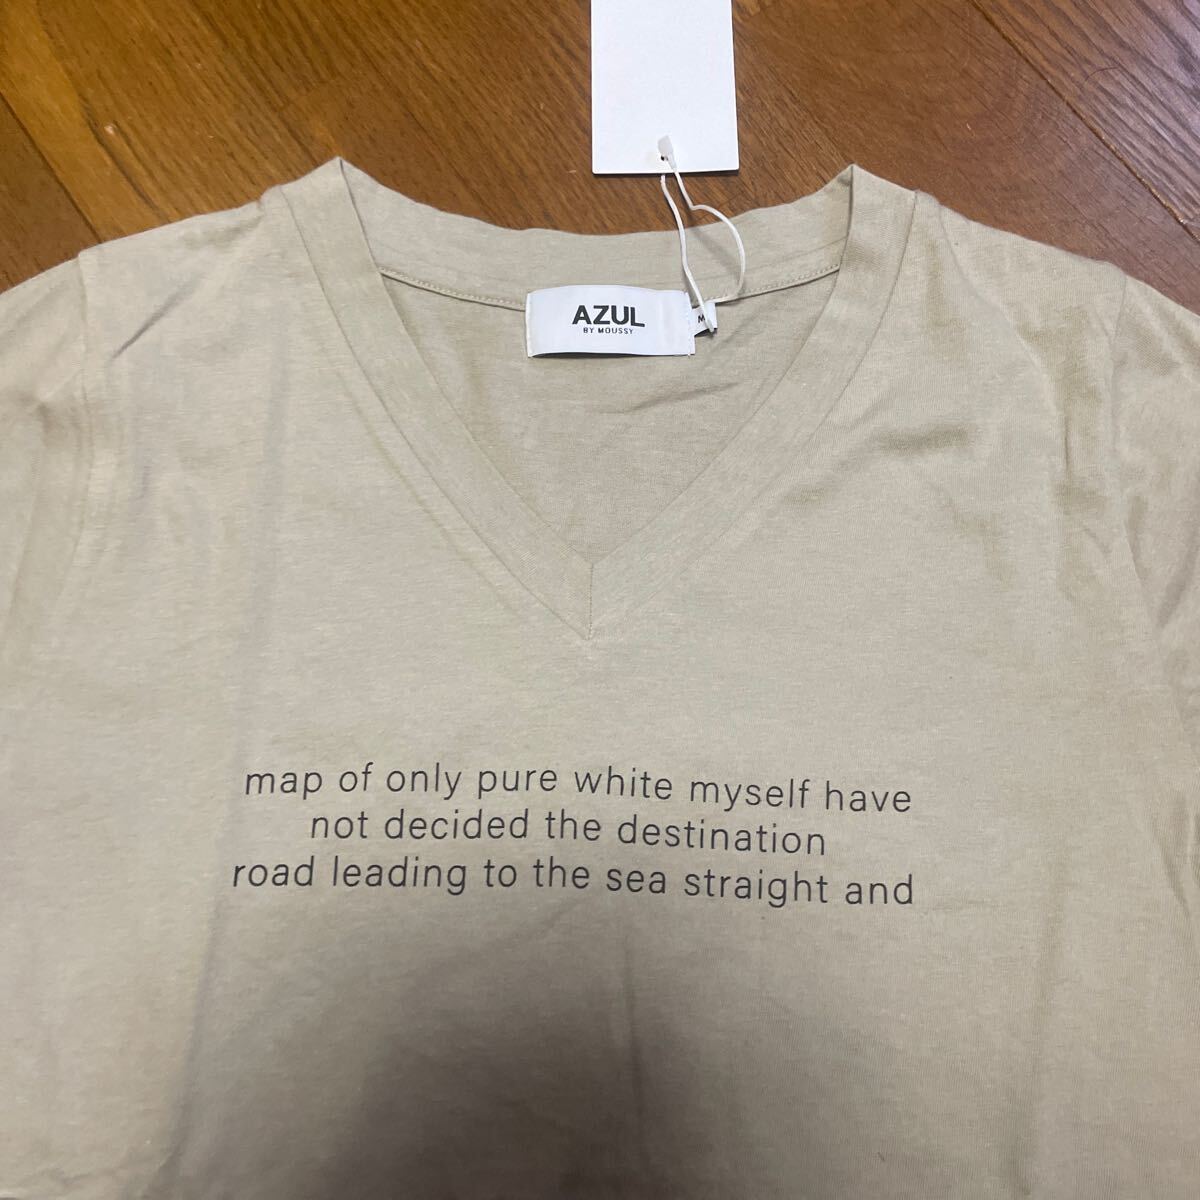 AZUL
BY MOUSSY
M
map of only pure white myself have
not decided the destination
road leading to the sea straight and